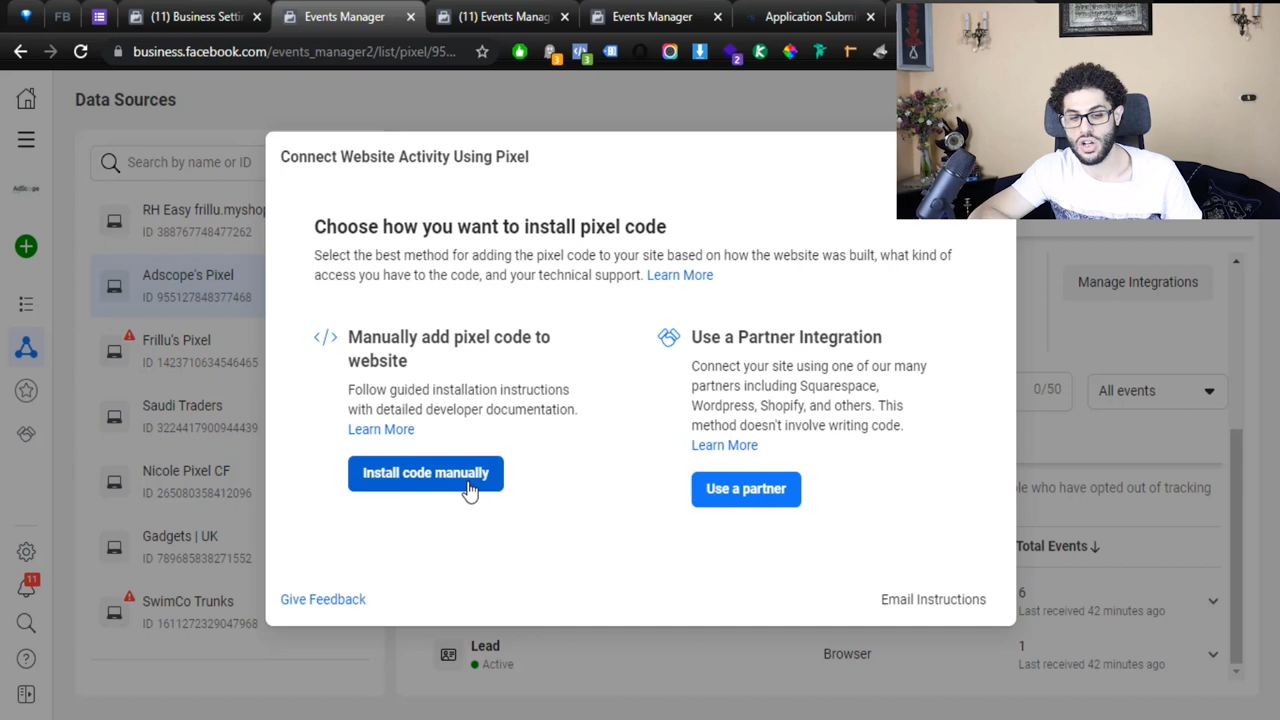 (11) Business Setti
Events Manager
(11) Events Manag
Events Manager
Application Submi
FB
business.facebook.com/events_manager2/list/pixel/95...
3
3
2
Data Sources
Search by name or ID
RH Easy frillu.myshop
388767748477262
Adscope's Pixel
ID 955127848377468
Frillu's Pixel
ID 1423710634546465
Saudi Traders
ID 3224417900944439
Nicole Pixel CF
ID 265080358412096
Gadgets | UK
ID 789685838271552
SwimCo Trunks
ID 1611272329047968
11
Connect Website Activity Using Pixel
Choose how you want to install pixel code
Select the best method for adding the pixel code to your site based on how the website was built, what kind of
access you have to the code, and your technical support. Learn More
Manually add pixel code to
website
Follow guided installation instructions
with detailed developer documentation.
Learn More
Install code manually
Use a Partner Integration
Connect your site using one of our many
partners including Squarespace,
Wordpress, Shopify, and others. This
method doesn't involve writing code.
Learn More
Use a partner
Give Feedback
Email Instructions
Manage Integrations
0/50
All events
le who have opted out of tracking
Total Events
6
Last received 42 minutes ago
Lead
Active
Browser
1
Last received 42 minutes ago